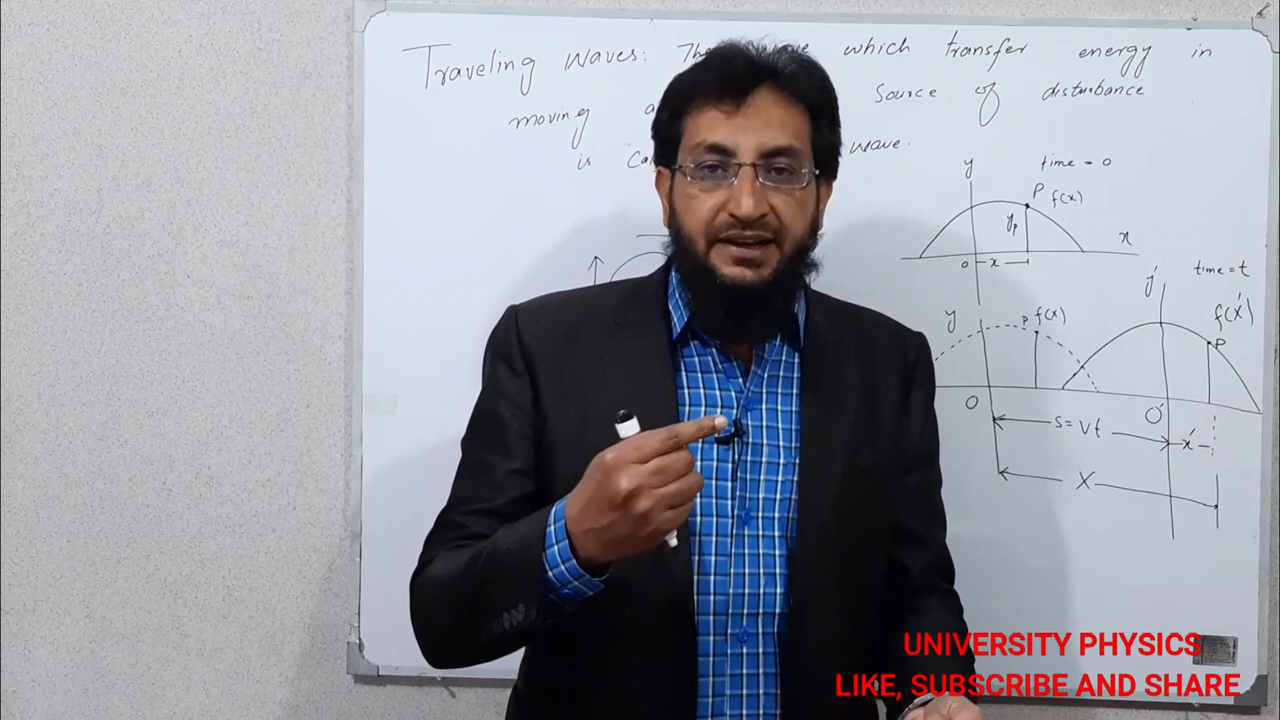 Traveling waves: The wave which transfer energy in
moving source of disturbance
is wave.
y time = 0
P f(x)
yp
o x x
y' time = t
y P f(x) f(x')
P
O O'
s = vt x'
X
UNIVERSITY PHYSICS
LIKE, SUBSCRIBE AND SHARE